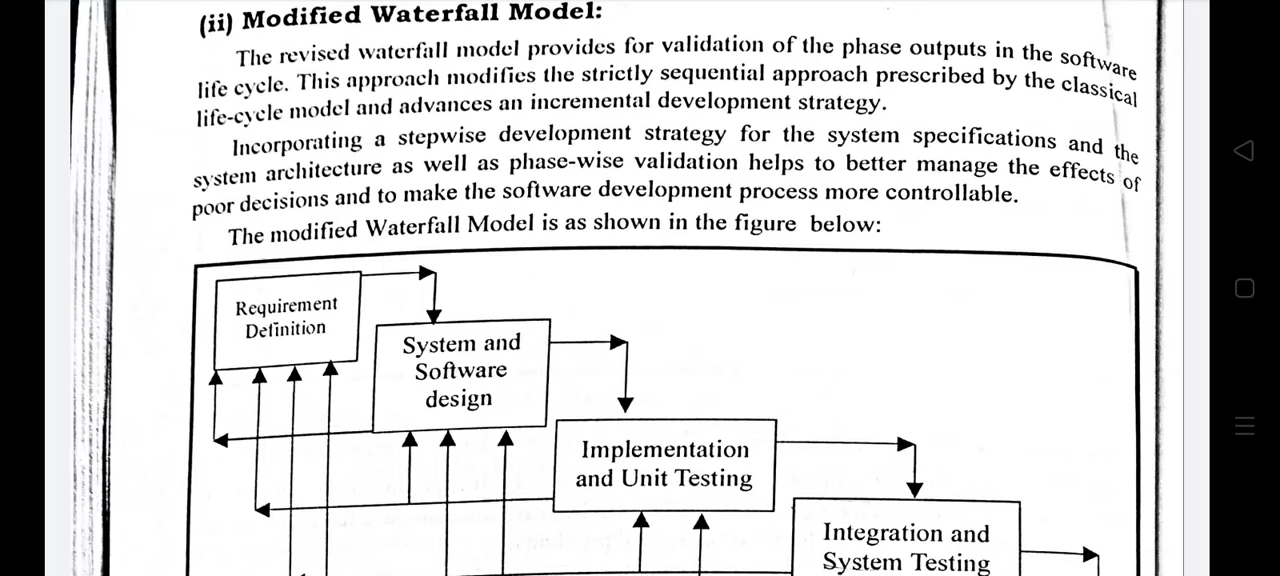 (ii) Modified Waterfall Model:
The revised waterfall model provides for validation of the phase outputs in the software
life cycle. This approach modifies the strictly sequential approach prescribed by the classical
life-cycle model and advances an incremental development strategy.
Incorporating a stepwise development strategy for the system specifications and the
system architecture as well as phase-wise validation helps to better manage the effects of
poor decisions and to make the software development process more controllable.
The modified Waterfall Model is as shown in the figure below:
Requirement
Definition
System and
Software
design
Implementation
and Unit Testing
Integration and
System Testing